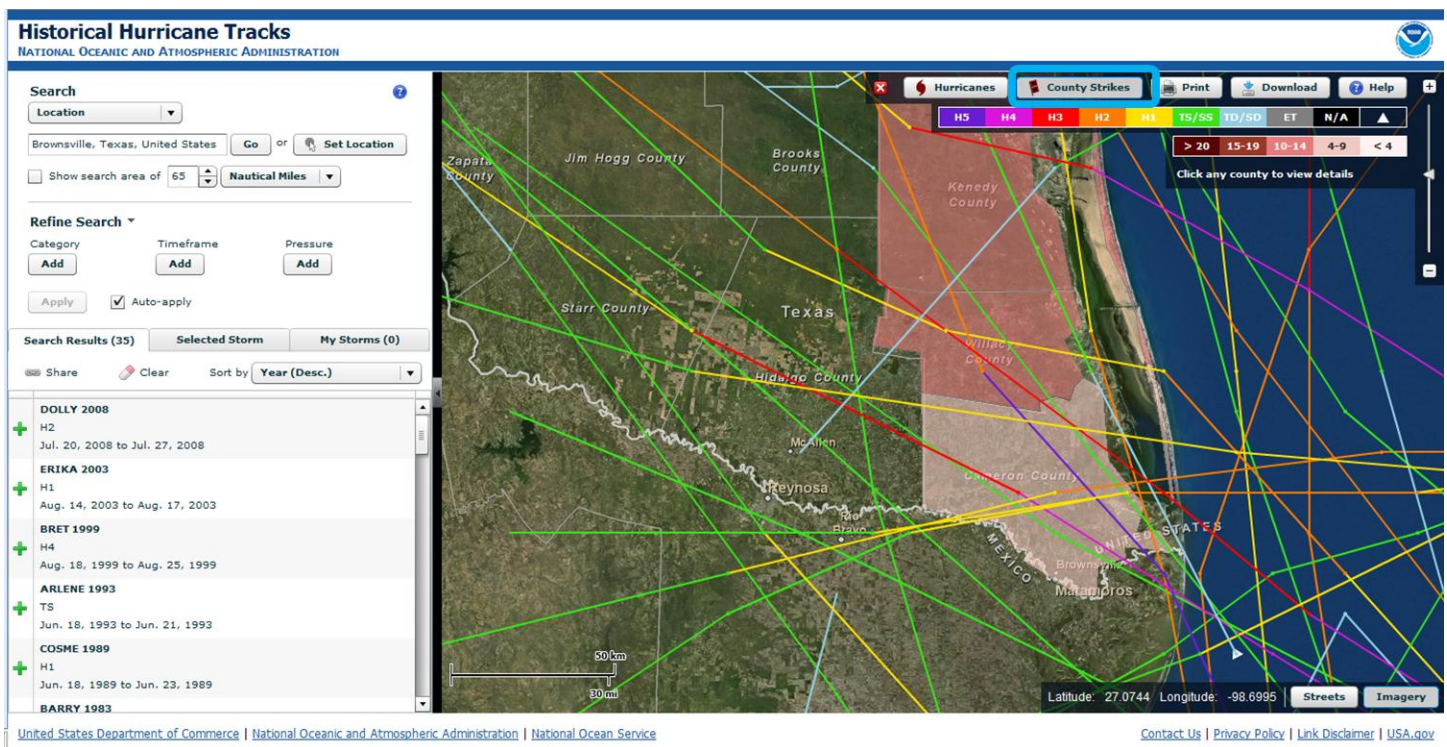 Historical Hurricane Tracks
NATIONAL OCEANIC AND ATMOSPHERIC ADMINISTRATION
Search
?
Location
Brownsville, Texas, United States Go or Set Location
Show search area of 65 Nautical Miles
Refine Search
Category Timeframe Pressure
Add Add Add
Apply Auto-apply
Search Results (35) Selected Storm My Storms (0)
Share Clear Sort by Year (Desc.)
DOLLY 2008
H2
Jul. 20, 2008 to Jul. 27, 2008
ERIKA 2003
H1
Aug. 14, 2003 to Aug. 17, 2003
BRET 1999
H4
Aug. 18, 1999 to Aug. 25, 1999
ARLENE 1993
TS
Jun. 18, 1993 to Jun. 21, 1993
COSME 1989
H1
Jun. 18, 1989 to Jun. 23, 1989
BARRY 1983
Hurricanes County Strikes Print Download ? Help
H5 H4 H3 H2 H1 TS/SS TD/SD ET N/A
> 20 15-19 10-14 4-9 < 4
Click any county to view details
Zapata County
Jim Hogg County
Brooks County
Kenedy County
Starr County
Texas
Willacy County
Hidalgo County
McAllen
Cameron County
Reynosa
Rio Bravo
UNITED STATES
MEXICO
Brownsville
Matamoros
50 km
30 mi
Latitude: 27.0744 Longitude: -98.6995 Streets Imagery
United States Department of Commerce | National Oceanic and Atmospheric Administration | National Ocean Service
Contact Us | Privacy Policy | Link Disclaimer | USA.gov